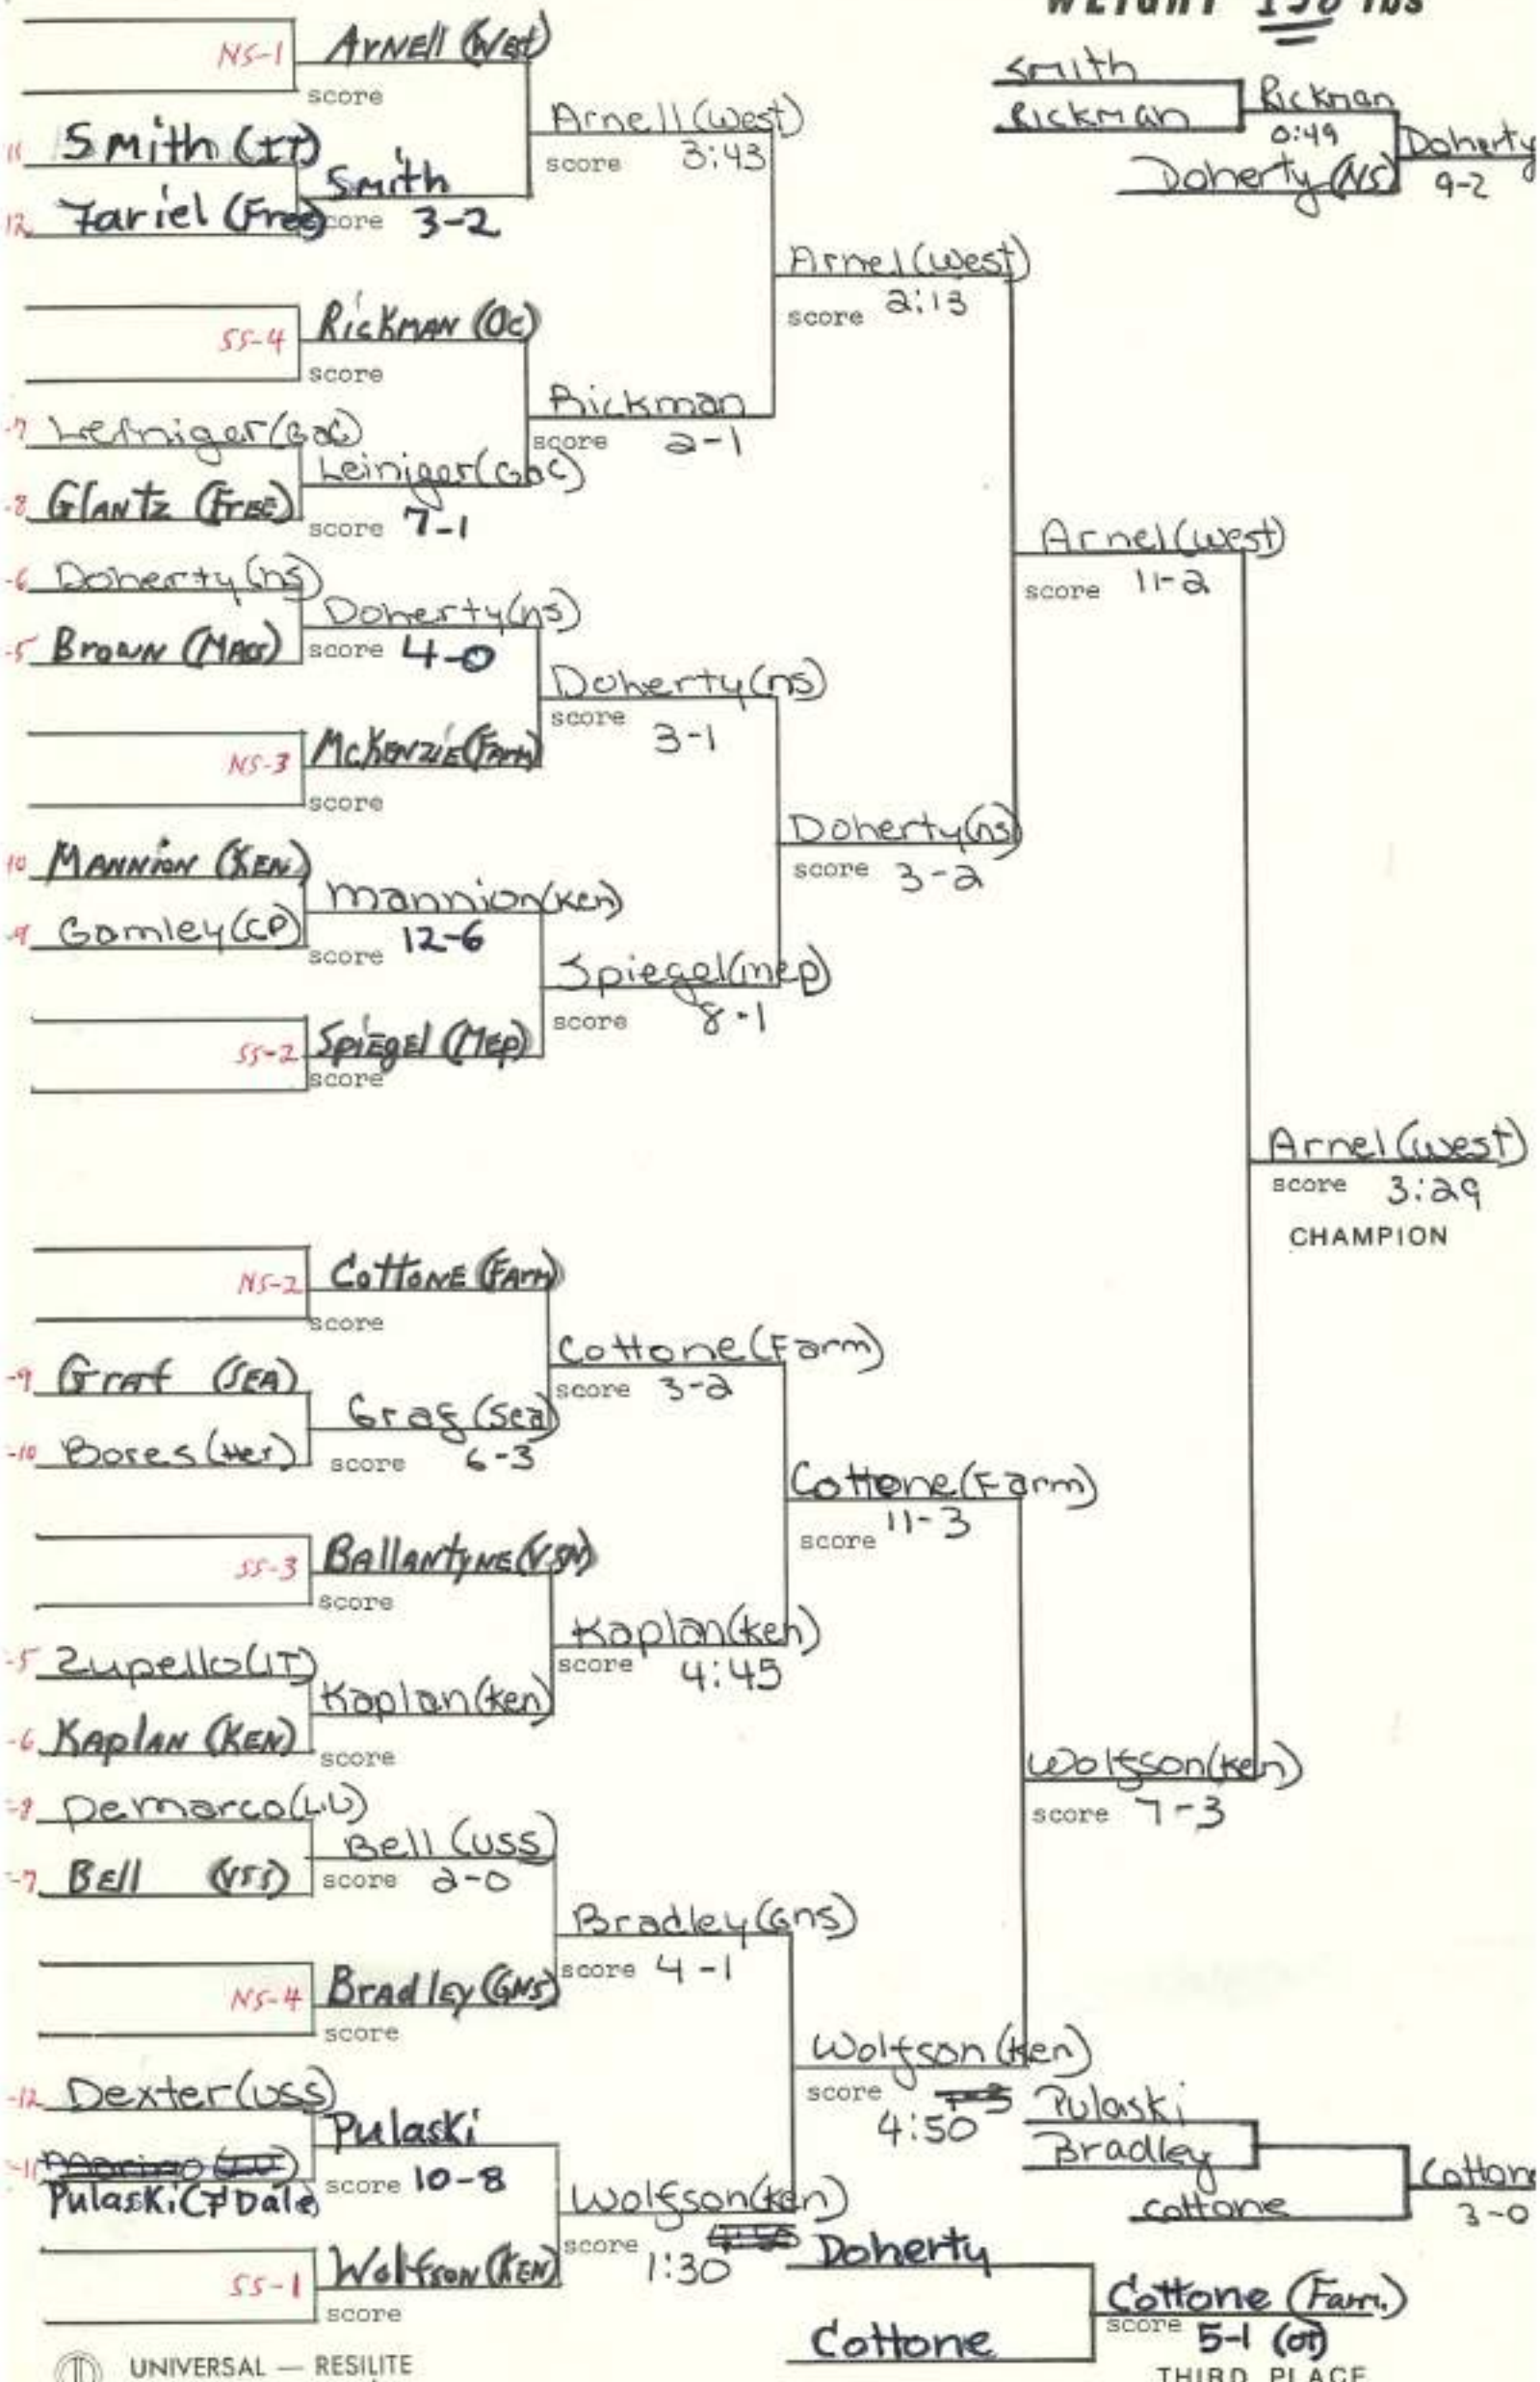 WEIGHT 138 lbs
NS-1 Arnell (West)
score
11 Smith (IT)
12 Fariel (Free)
Smith
score 3-2
Arnell (West)
score 3:43
Smith
Rickman
Rickman
0:49
Doherty (NS)
Doherty
9-2
SS-4 Rickman (OC)
score
-7 Leiniger (GOC)
-8 Glantz (Free)
Leiniger (GOC)
score 7-1
Rickman
score 2-1
Arnel (West)
score 2:13
-6 Doherty (ns)
-5 Brown (Mass)
Doherty (ns)
score 4-0
NS-3 McKenzie (Farm)
score
Doherty (ns)
score 3-1
10 Mannion (Ken)
-9 Gomley (CP)
Mannion (Ken)
score 12-6
SS-2 Spiegel (Mep)
score
Spiegel (mep)
score 8-1
Doherty (ns)
score 3-2
Arnel (West)
score 11-2
Arnel (West)
score 3:29
CHAMPION
NS-2 Cottone (Farm)
score
-9 Graf (SEA)
-10 Bores (Her)
Graf (Sea)
score 6-3
Cottone (Farm)
score 3-2
SS-3 Ballantyne (VSN)
score
-5 Zupello (IT)
-6 Kaplan (Ken)
Kaplan (Ken)
score
Kaplan (Ken)
score 4:45
Cottone (Farm)
score 11-3
-8 Demarco (LU)
-7 Bell (VSS)
Bell (USS)
score 2-0
NS-4 Bradley (GNS)
score
Bradley (GNS)
score 4-1
-12 Dexter (USS)
-11
Pulaski (F Dale)
Pulaski
score 10-8
SS-1 Wolfson (Ken)
score
Wolfson (Ken)
score 1:30
Wolfson (Ken)
score 4:50
Wolfson (Ken)
score 7-3
Pulaski
Bradley
Cottone
Cotton
3-0
Doherty
Cottone
Cottone (Farm.)
score 5-1 (OT)
THIRD PLACE
UNIVERSAL — RESILITE